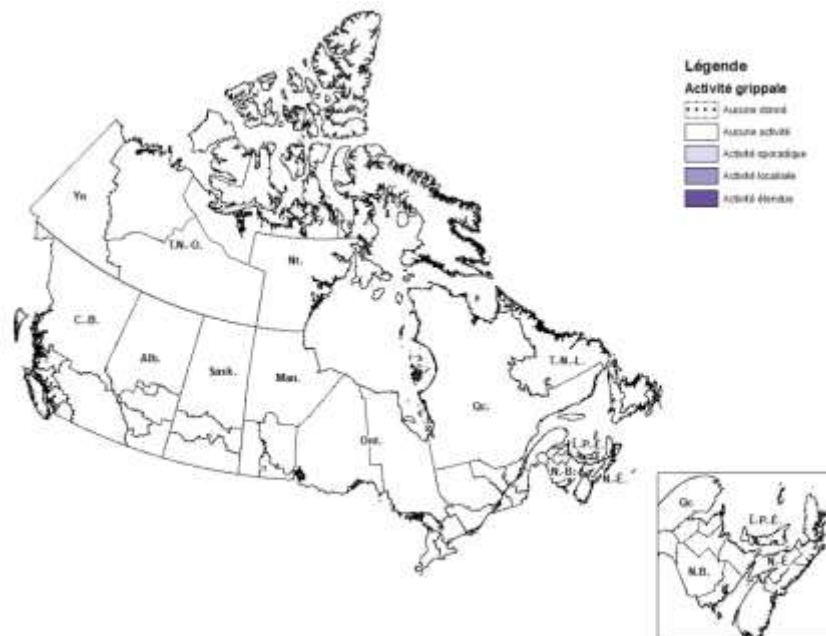 Légende
Activité grippale
Aucune donné
Aucune activité
Activité sporadique
Activité localisée
Activité étendue
Yn
T.N.-O.
Nt.
C.-B.
Alb.
Sask.
Man.
Ont.
Qc.
T.-N.-L.
Î.-P.-É.
N.-B.
N.-É.
Qc
Î.-P.-É.
N.-É.
N.B.